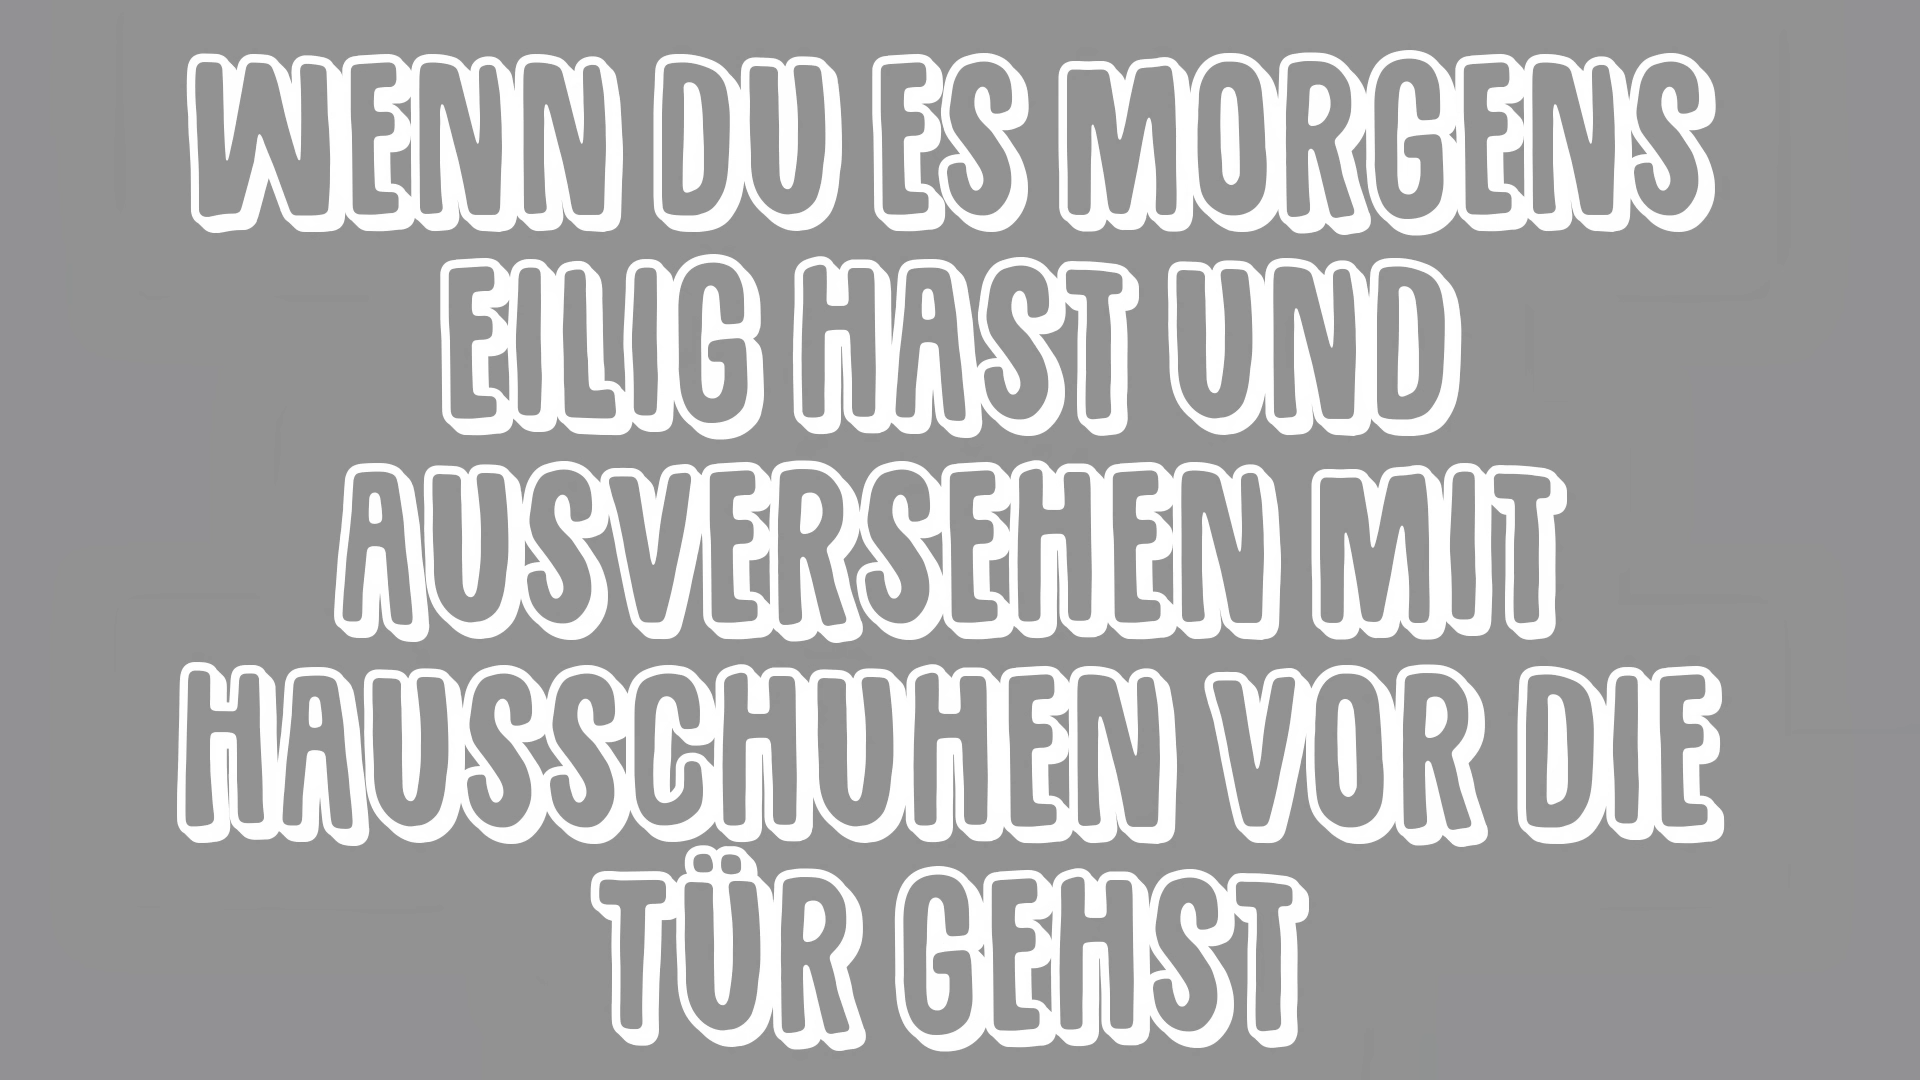 WENN DU ES MORGENS
EILIG HAST UND
AUSVERSEHEN MIT
HAUSSCHUHEN VOR DIE
TÜR GEHST